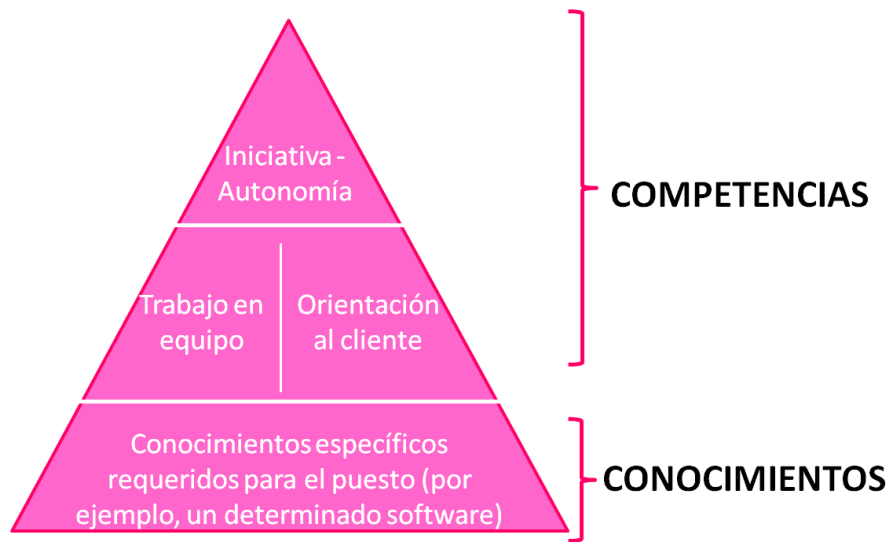 Iniciativa -
Autonomía
COMPETENCIAS
Trabajo en
equipo
Orientación
al cliente
Conocimientos específicos
requeridos para el puesto (por
ejemplo, un determinado software)
CONOCIMIENTOS